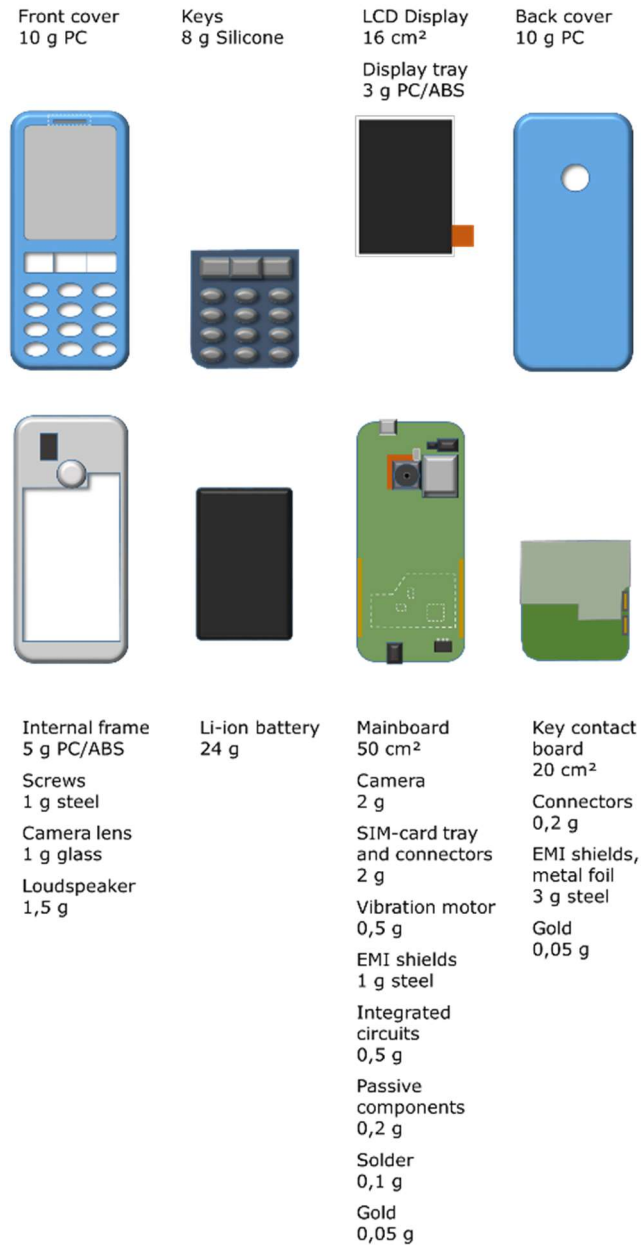 Front cover
10 g PC
Keys
8 g Silicone
LCD Display
16 cm²
Display tray
3 g PC/ABS
Back cover
10 g PC
Internal frame
5 g PC/ABS
Screws
1 g steel
Camera lens
1 g glass
Loudspeaker
1,5 g
Li-ion battery
24 g
Mainboard
50 cm²
Camera
2 g
SIM-card tray
and connectors
2 g
Vibration motor
0,5 g
EMI shields
1 g steel
Integrated
circuits
0,5 g
Passive
components
0,2 g
Solder
0,1 g
Gold
0,05 g
Key contact
board
20 cm²
Connectors
0,2 g
EMI shields,
metal foil
3 g steel
Gold
0,05 g